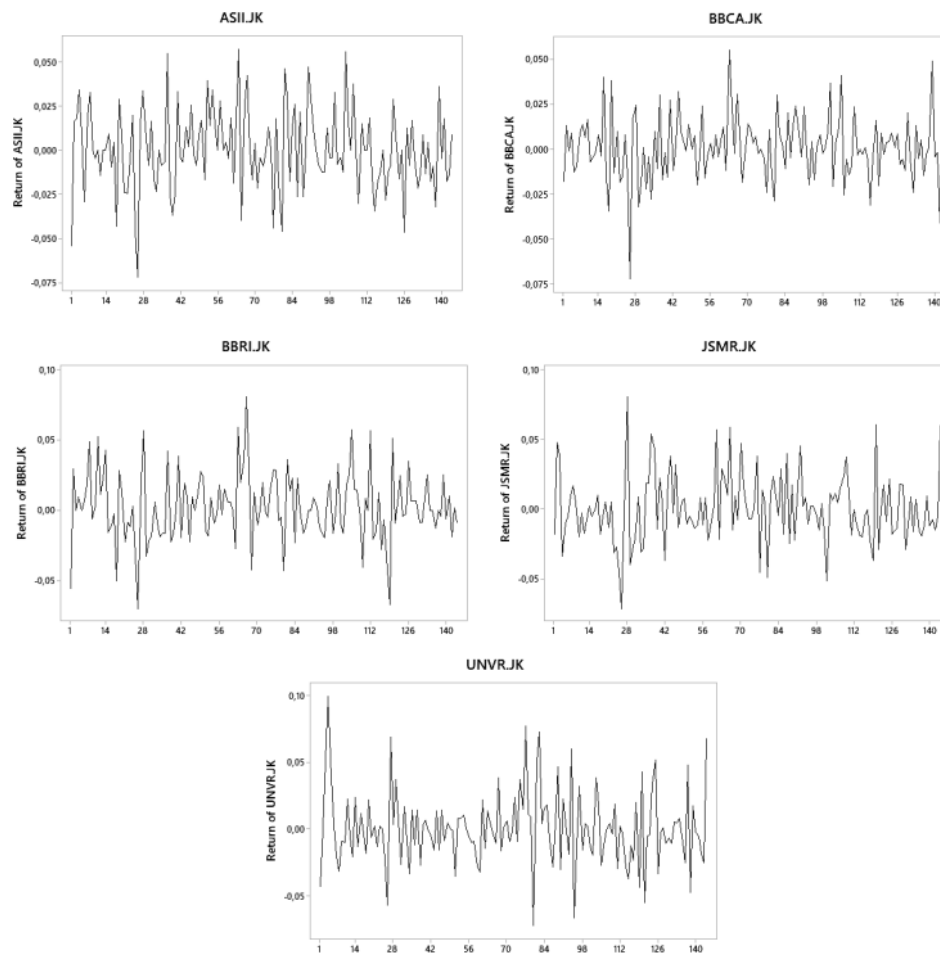 ASII.JK
Return of ASII.JK
0,050
0,025
0,000
-0,025
-0,050
-0,075
1 14 28 42 56 70 84 98 112 126 140
BBCA.JK
Return of BBCA.JK
0,050
0,025
0,000
-0,025
-0,050
-0,075
1 14 28 42 56 70 84 98 112 126 140
BBRI.JK
Return of BBRI.JK
0,10
0,05
0,00
-0,05
1 14 28 42 56 70 84 98 112 126 140
JSMR.JK
Return of JSMR.JK
0,10
0,05
0,00
-0,05
1 14 28 42 56 70 84 98 112 126 140
UNVR.JK
Return of UNVR.JK
0,10
0,05
0,00
-0,05
1 14 28 42 56 70 84 98 112 126 140